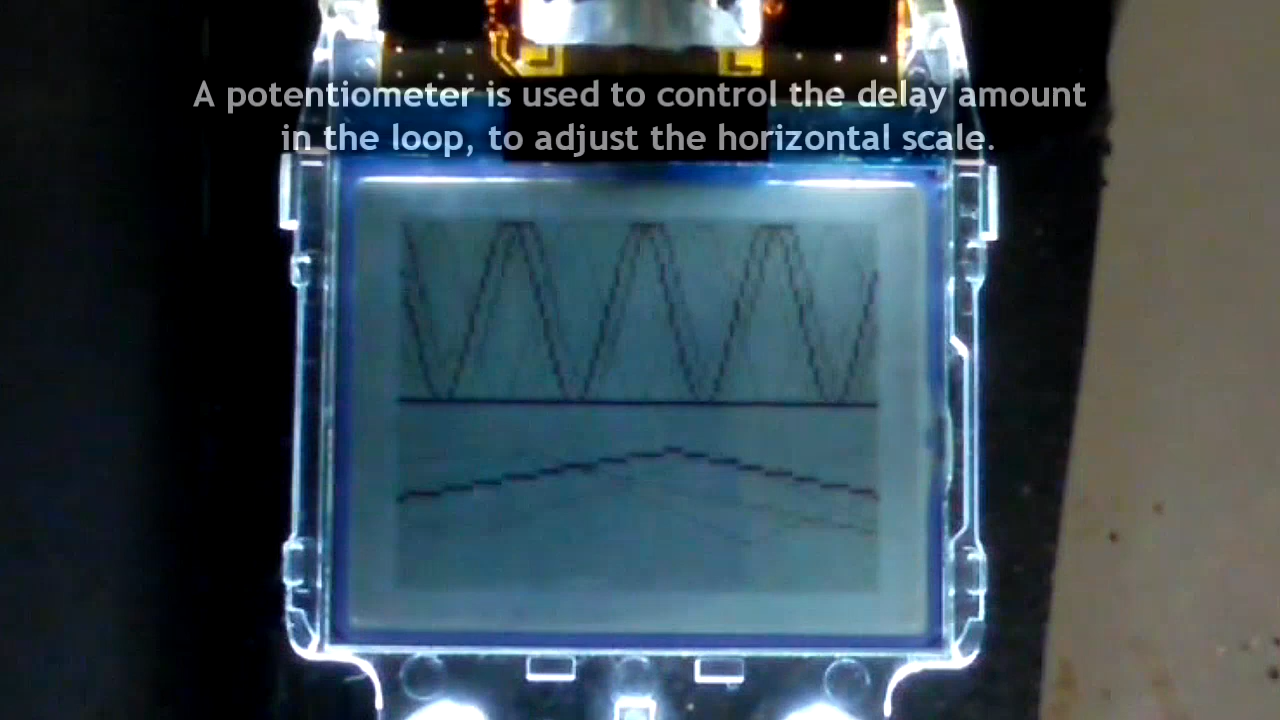 A potentiometer is used to control the delay amount
in the loop, to adjust the horizontal scale.